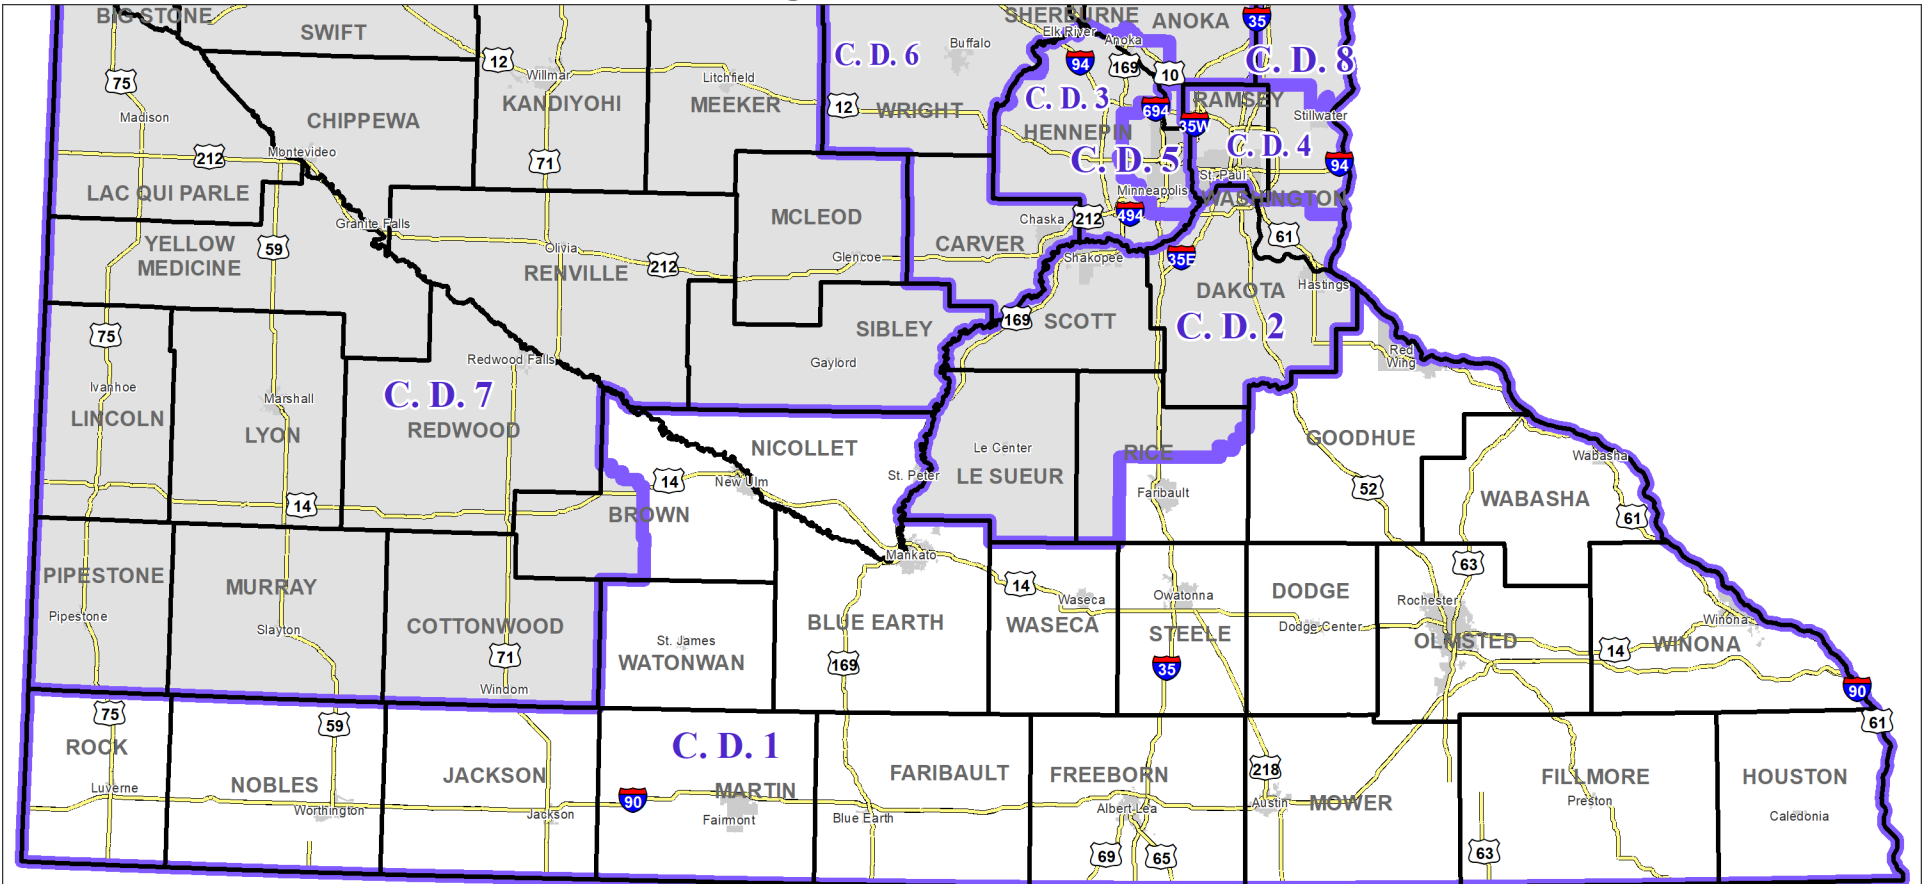 BIG STONE
SWIFT
SHERBURNE
ANOKA
35
Elk River
Anoka
C. D. 6
Buffalo
C. D. 8
12
94
169
10
75
Willmar
Litchfield
KANDIYOHI
MEEKER
12
WRIGHT
C. D. 3
694
RAMSEY
Madison
CHIPPEWA
HENNEPIN
35W
Stillwater
212
Montevideo
71
C. D. 5
C. D. 4
94
LAC QUI PARLE
Minneapolis
St. Paul
WASHINGTON
MCLEOD
Chaska
212
494
Granite Falls
YELLOW
MEDICINE
59
Olivia
RENVILLE
212
Glencoe
CARVER
Shakopee
35E
61
DAKOTA
Hastings
75
SIBLEY
169
SCOTT
C. D. 2
Redwood Falls
Gaylord
Red
Wing
Ivanhoe
LINCOLN
Marshall
LYON
C. D. 7
REDWOOD
NICOLLET
Le Center
LE SUEUR
RICE
GOODHUE
Wabasha
14
New Ulm
St. Peter
Faribault
52
WABASHA
61
14
BROWN
Mankato
PIPESTONE
MURRAY
14
Waseca
Owatonna
DODGE
63
Rochester
Pipestone
Slayton
COTTONWOOD
BLUE EARTH
WASECA
STEELE
Dodge Center
OLMSTED
14
Winona
WINONA
71
Windom
St. James
WATONWAN
169
35
90
75
59
61
ROCK
C. D. 1
Luverne
NOBLES
Worthington
JACKSON
Jackson
90
MARTIN
Fairmont
FARIBAULT
Blue Earth
FREEBORN
Albert Lea
218
Austin
MOWER
FILLMORE
Preston
HOUSTON
Caledonia
69
65
63